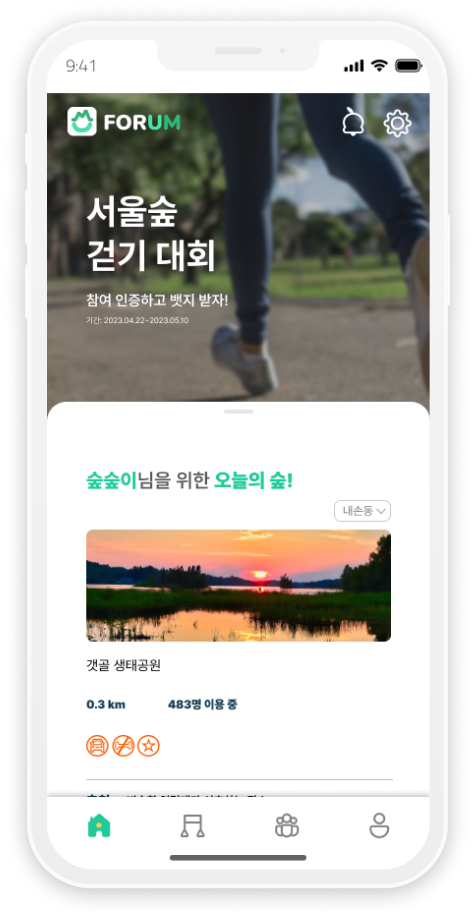 9:41
FORUM
서울숲
걷기 대회
참여 인증하고 뱃지 받자!
기간: 2023.04.22~2023.05.10
숲숲이님을 위한 오늘의 숲!
내손동
갯골 생태공원
0.3 km 483명 이용 중